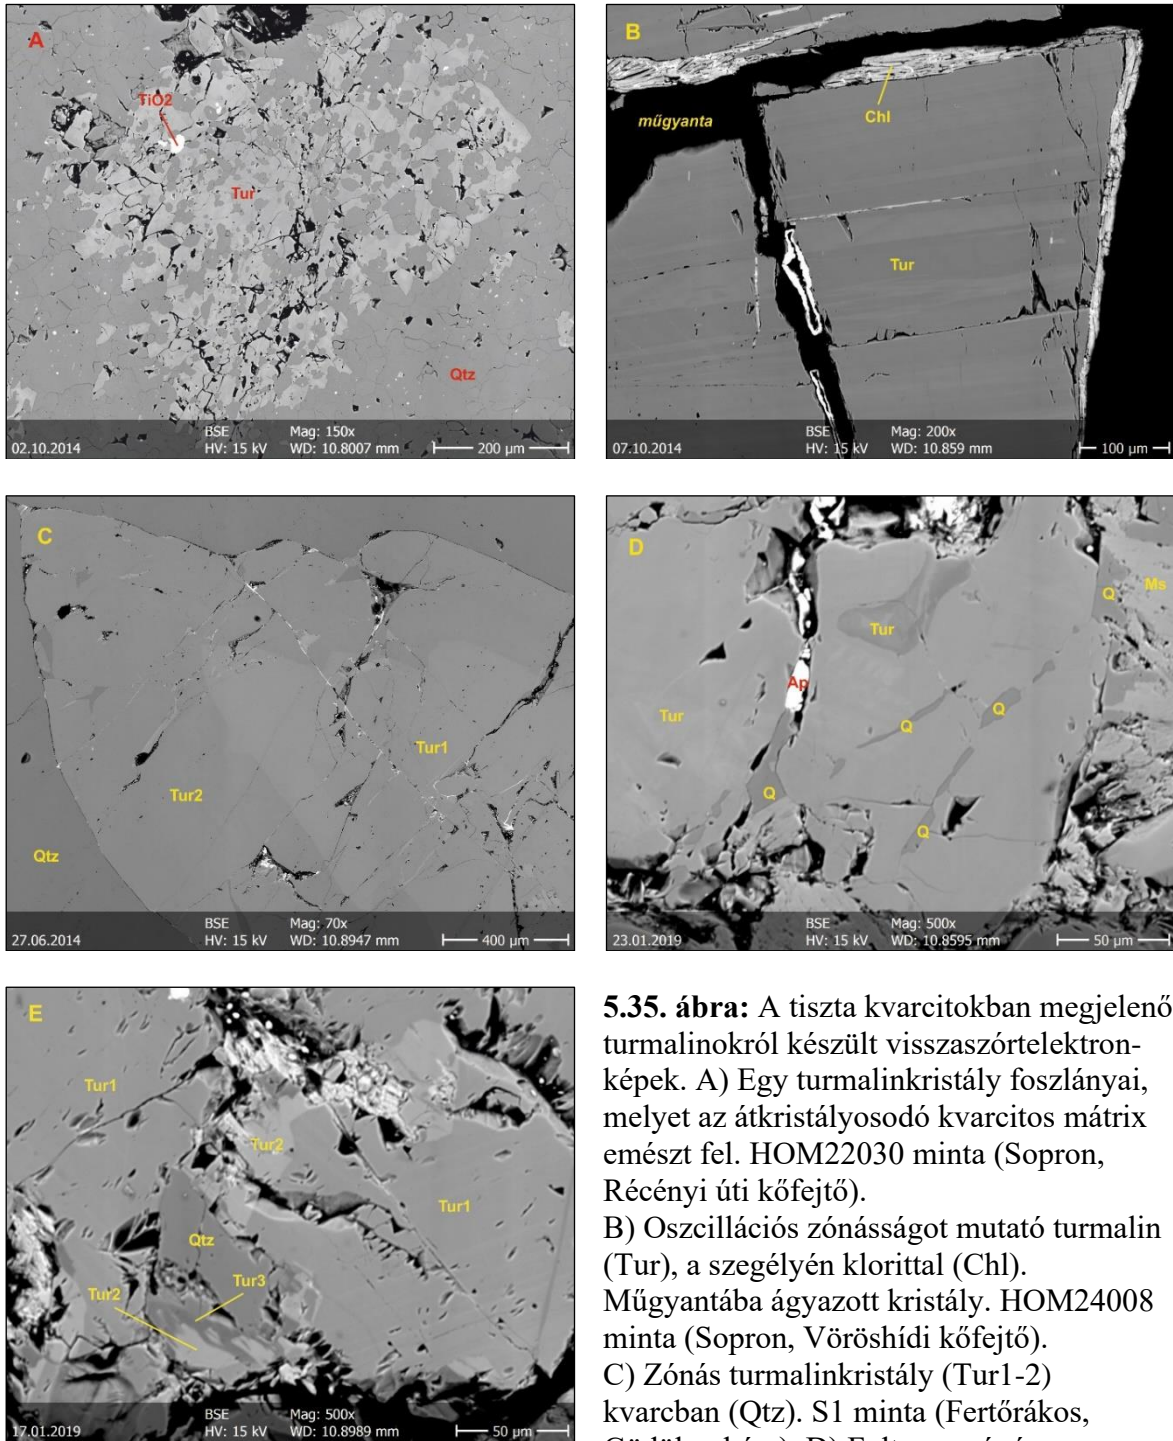 A
TiO2
Tur
Qtz
02.10.2014
BSE Mag: 150x
HV: 15 kV WD: 10.8007 mm
200 µm
B
műgyanta
Chl
Tur
07.10.2014
BSE Mag: 200x
HV: 15 kV WD: 10.859 mm
100 µm
C
Tur1
Tur2
Qtz
27.06.2014
BSE Mag: 70x
HV: 15 kV WD: 10.8947 mm
400 µm
D
Q
Ms
Tur
Ap
Tur
Q
Q
Q
Q
23.01.2019
BSE Mag: 500x
HV: 15 kV WD: 10.8595 mm
50 µm
E
Tur1
Tur2
Tur1
Qtz
Tur3
Tur2
17.01.2019
BSE Mag: 500x
HV: 15 kV WD: 10.8989 mm
50 µm
5.35. ábra: A tiszta kvarcitokban megjelenő
turmalinokról készült visszaszórtelektron-
képek. A) Egy turmalinkristály foszlányai,
melyet az átkristályosodó kvarcitos mátrix
emészt fel. HOM22030 minta (Sopron,
Récényi úti kőfejtő).
B) Oszcillációs zónásságot mutató turmalin
(Tur), a szegélyén klorittal (Chl).
Műgyantába ágyazott kristály. HOM24008
minta (Sopron, Vöröshídi kőfejtő).
C) Zónás turmalinkristály (Tur1-2)
kvarcban (Qtz). S1 minta (Fertőrákos,